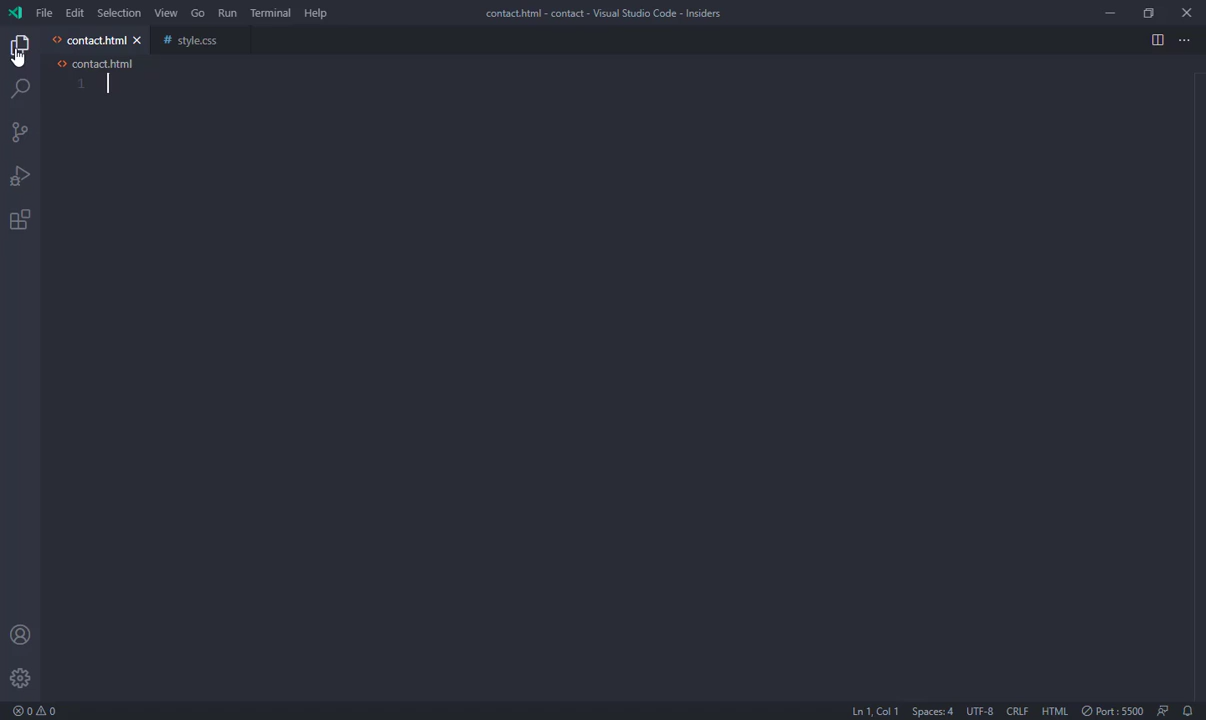 File Edit Selection View Go Run Terminal Help contact.html - contact - Visual Studio Code - Insiders
<> contact.html # style.css
<> contact.html
1
0 0 Ln 1, Col 1 Spaces: 4 UTF-8 CRLF HTML Port : 5500